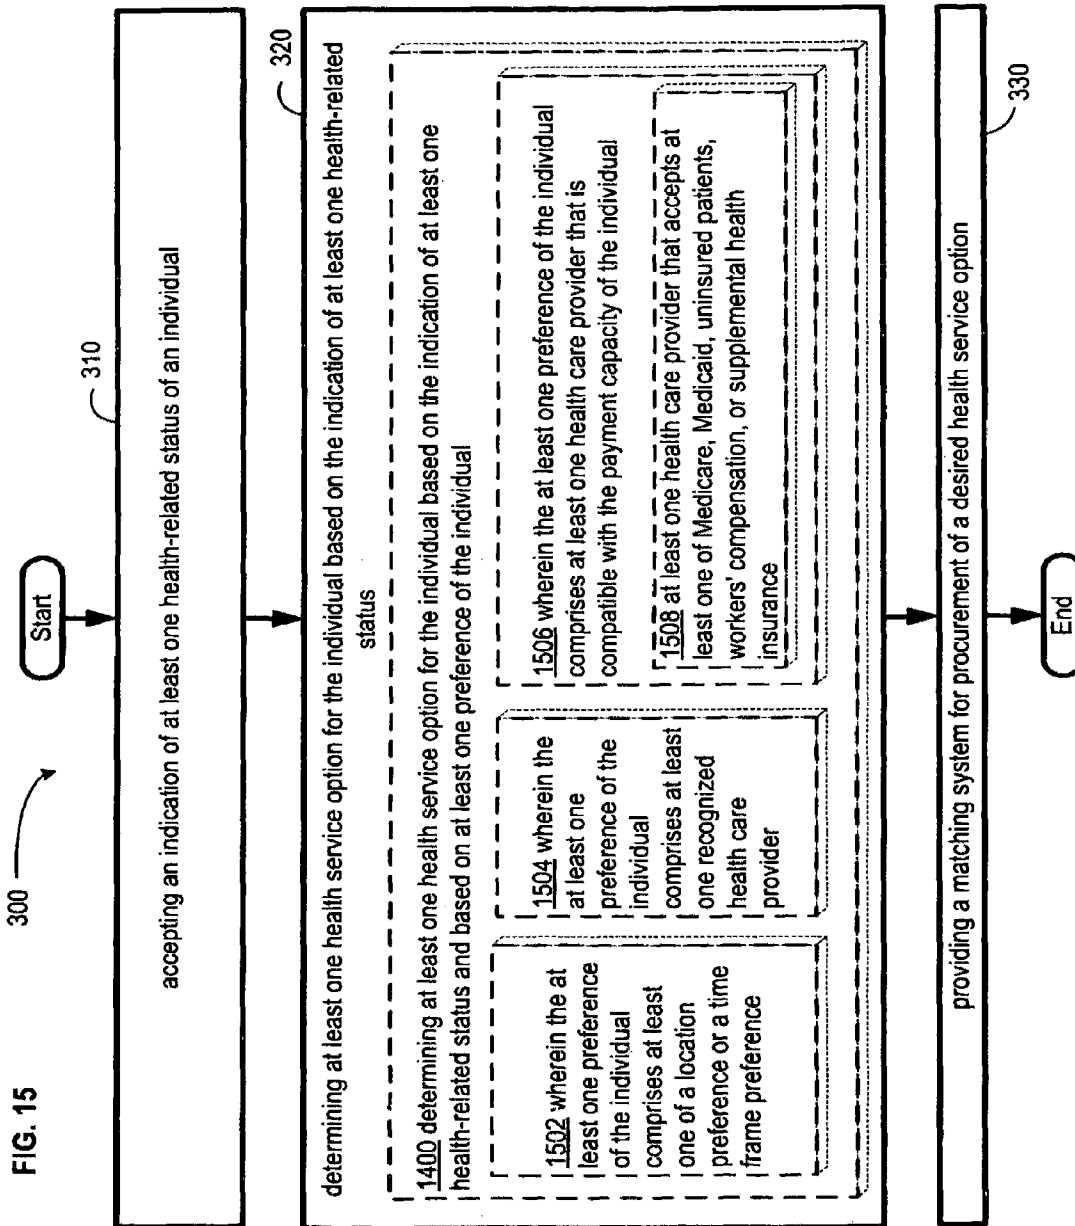 FIG. 15
300
Start
310
accepting an indication of at least one health-related status of an individual
320
determining at least one health service option for the individual based on the indication of at least one health-related
status
1400 determining at least one health service option for the individual based on the indication of at least one
health-related status and based on at least one preference of the individual
1502 wherein the at
least one preference
of the individual
comprises at least
one of a location
preference or a time
frame preference
1504 wherein the
at least one
preference of the
individual
comprises at least
one recognized
health care
provider
1506 wherein the at least one preference of the individual
comprises at least one health care provider that is
compatible with the payment capacity of the individual
1508 at least one health care provider that accepts at
least one of Medicare, Medicaid, uninsured patients,
workers' compensation, or supplemental health
insurance
330
providing a matching system for procurement of a desired health service option
End